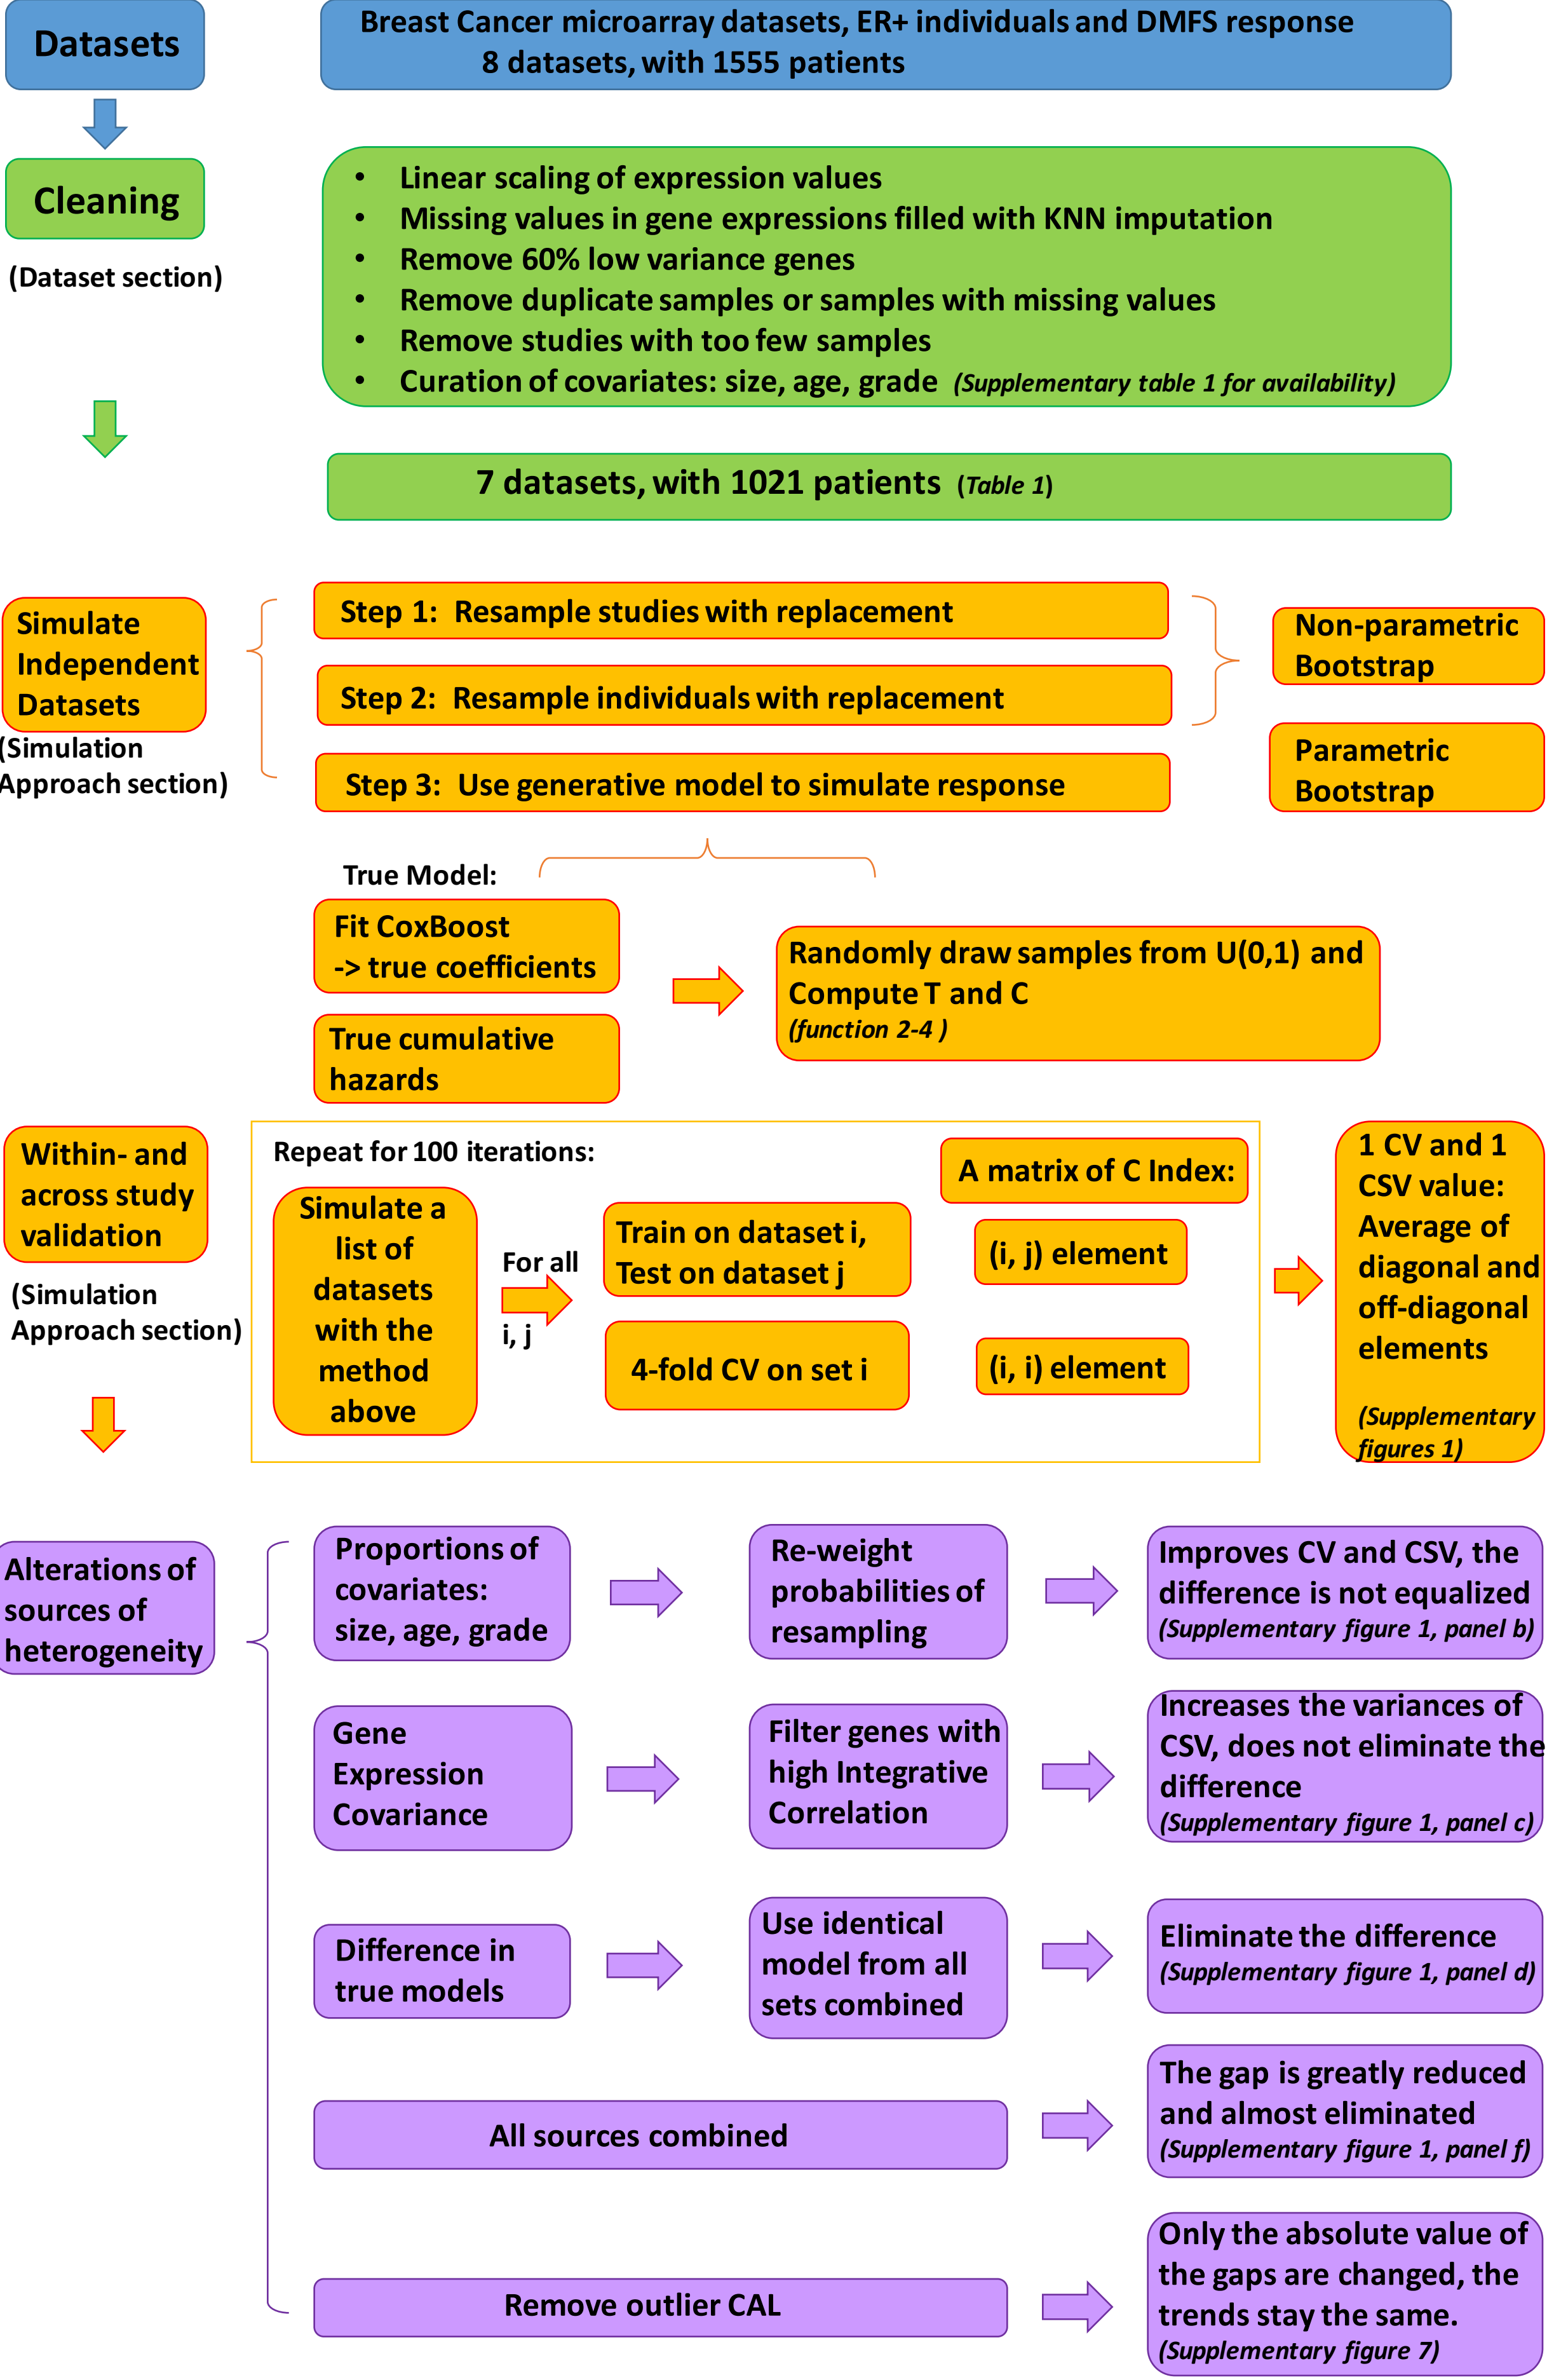 Datasets
Breast Cancer microarray datasets, ER+ individuals and DMFS response
8 datasets, with 1555 patients
Cleaning
(Dataset section)
• Linear scaling of expression values
• Missing values in gene expressions filled with KNN imputation
• Remove 60% low variance genes
• Remove duplicate samples or samples with missing values
• Remove studies with too few samples
• Curation of covariates: size, age, grade (Supplementary table 1 for availability)
7 datasets, with 1021 patients (Table 1)
Simulate
Independent
Datasets
(Simulation
Approach section)
Step 1: Resample studies with replacement
Step 2: Resample individuals with replacement
Step 3: Use generative model to simulate response
Non-parametric
Bootstrap
Parametric
Bootstrap
True Model:
Fit CoxBoost
-> true coefficients
True cumulative
hazards
Randomly draw samples from U(0,1) and
Compute T and C
(function 2-4 )
Within- and
across study
validation
(Simulation
Approach section)
Repeat for 100 iterations:
Simulate a
list of
datasets
with the
method
above
For all
i, j
Train on dataset i,
Test on dataset j
4-fold CV on set i
A matrix of C Index:
(i, j) element
(i, i) element
1 CV and 1
CSV value:
Average of
diagonal and
off-diagonal
elements
(Supplementary
figures 1)
Alterations of
sources of
heterogeneity
Proportions of
covariates:
size, age, grade
Re-weight
probabilities of
resampling
Improves CV and CSV, the
difference is not equalized
(Supplementary figure 1, panel b)
Gene
Expression
Covariance
Filter genes with
high Integrative
Correlation
Increases the variances of
CSV, does not eliminate the
difference
(Supplementary figure 1, panel c)
Difference in
true models
Use identical
model from all
sets combined
Eliminate the difference
(Supplementary figure 1, panel d)
All sources combined
The gap is greatly reduced
and almost eliminated
(Supplementary figure 1, panel f)
Remove outlier CAL
Only the absolute value of
the gaps are changed, the
trends stay the same.
(Supplementary figure 7)